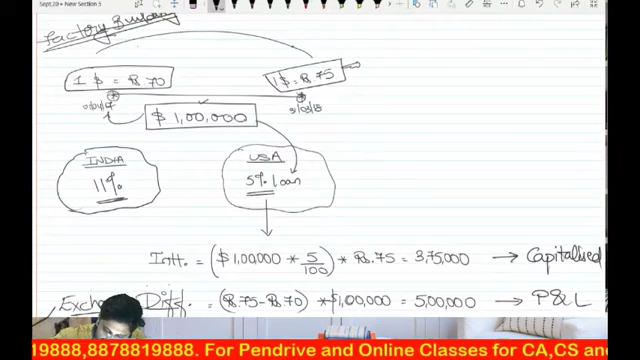 Sept.20 • New Section 5
Factory Building
1 $ = Rs. 70
1 $ = Rs. 75
$ 1,00,000
INDIA
11%
USA
5% loan
Intt. = ($ 1,00,000 * 5/100) * Rs. 75 = 3,75,000 → Capitalised
Exchange Diff. = (Rs. 75 - Rs. 70) * $1,00,000 = 5,00,000 → P&L
19888,8878819888. For Pendrive and Online Classes for CA,CS and